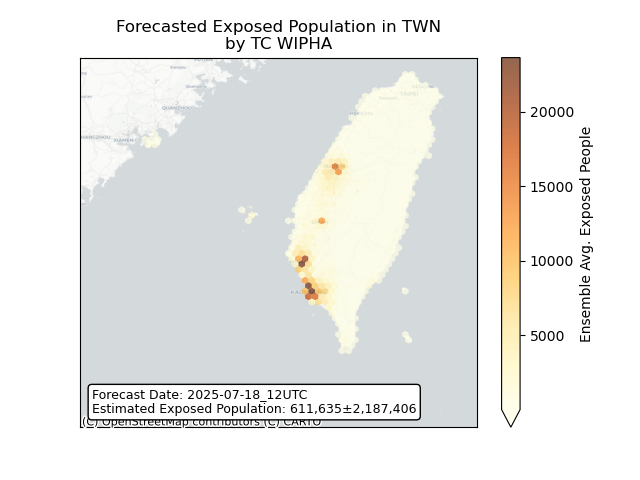 Forecasted Exposed Population in TWN
by TC WIPHA
20000
15000
10000
5000
Ensemble Avg. Exposed People
Forecast Date: 2025-07-18_12UTC
Estimated Exposed Population: 611,635±2,187,406
(C) OpenStreetMap contributors (C) CARTO